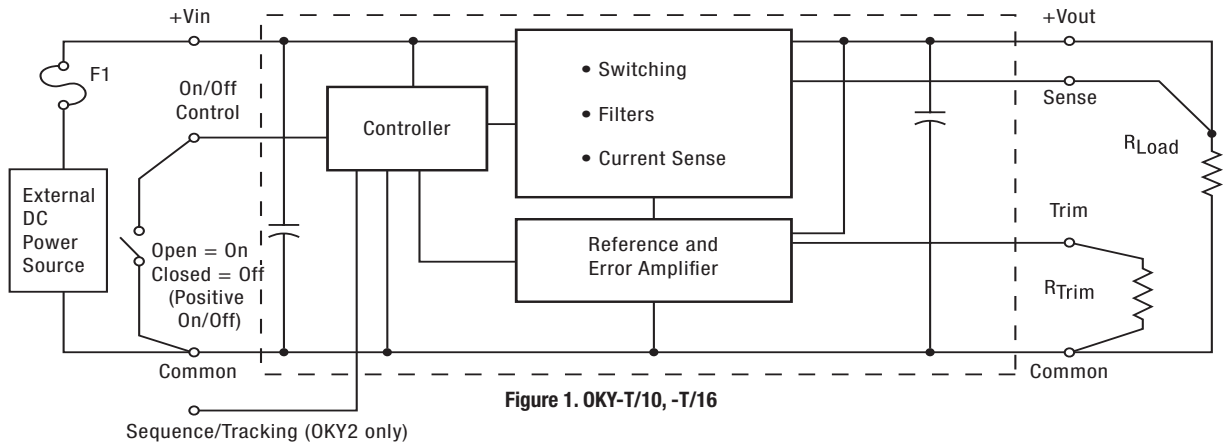 +Vin
+Vout
F1
On/Off
Control
• Switching
• Filters
• Current Sense
Controller
Sense
RLoad
External
DC
Power
Source
Open = On
Closed = Off
(Positive
On/Off)
Reference and
Error Amplifier
Trim
RTrim
Common
Common
Figure 1. OKY-T/10, -T/16
Sequence/Tracking (OKY2 only)